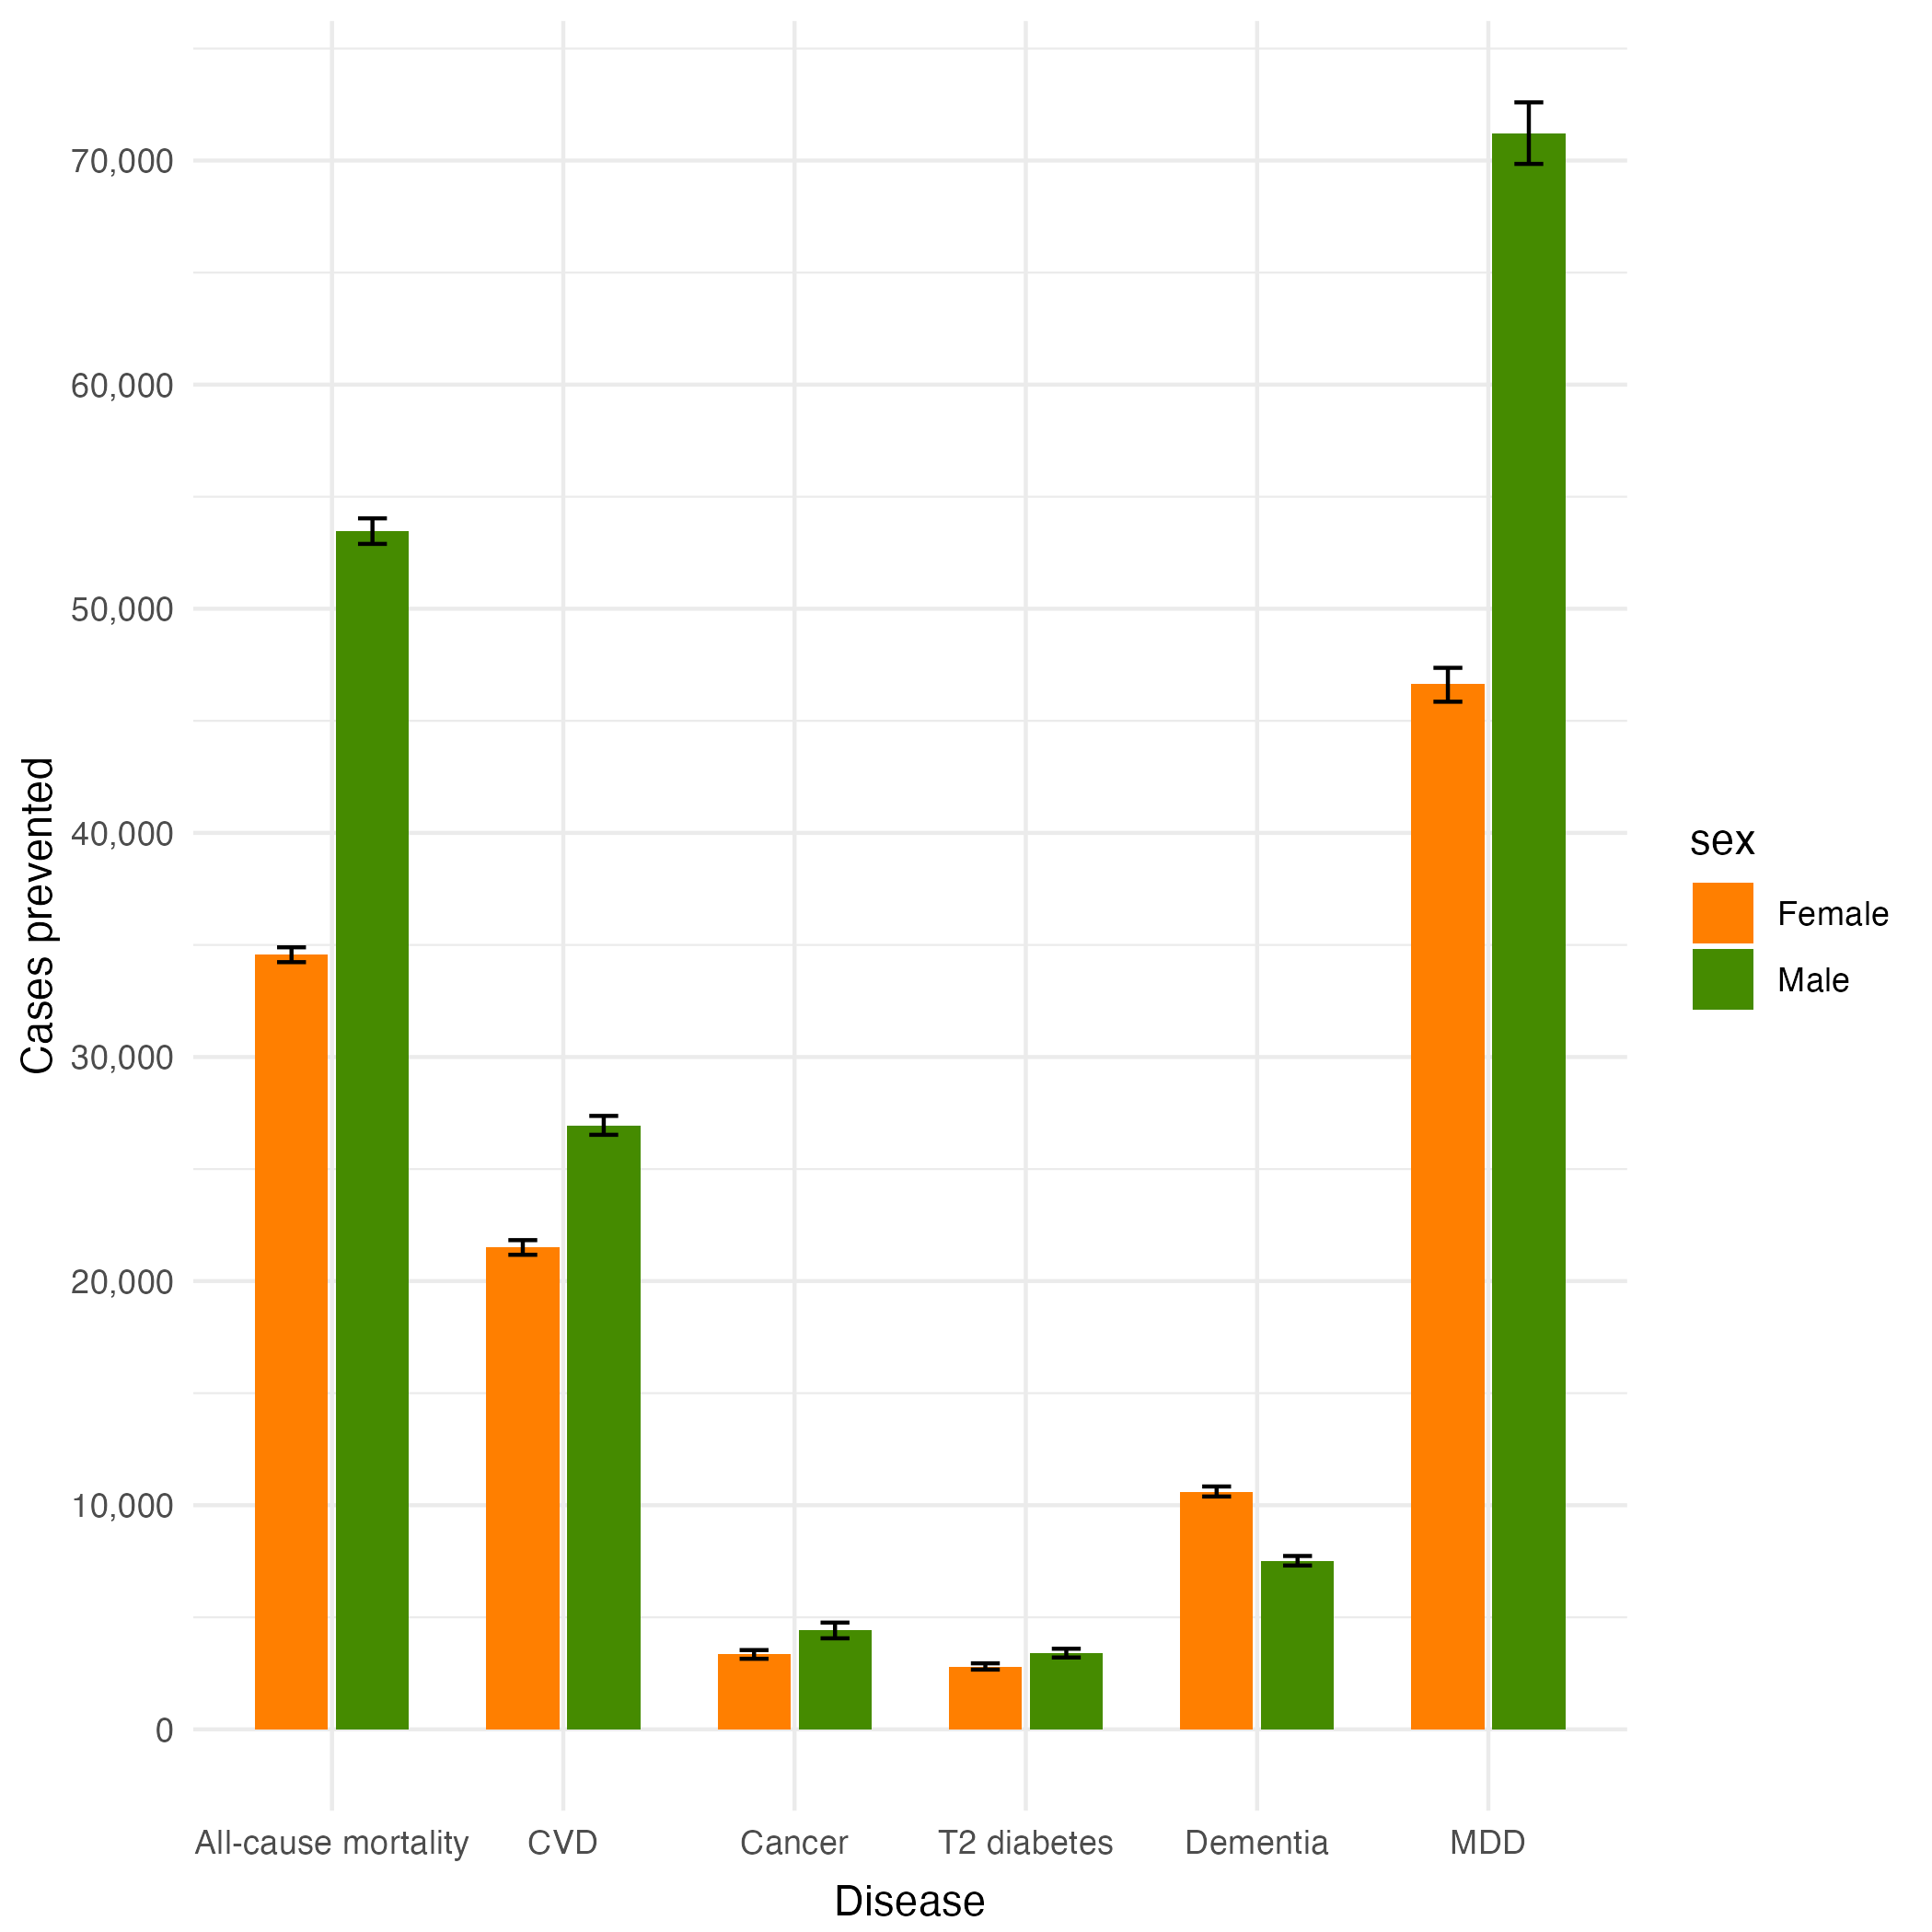 70,000
60,000
50,000
40,000
30,000
20,000
10,000
0
Cases prevented
All-cause mortality CVD Cancer T2 diabetes Dementia MDD
Disease
sex
Female
Male